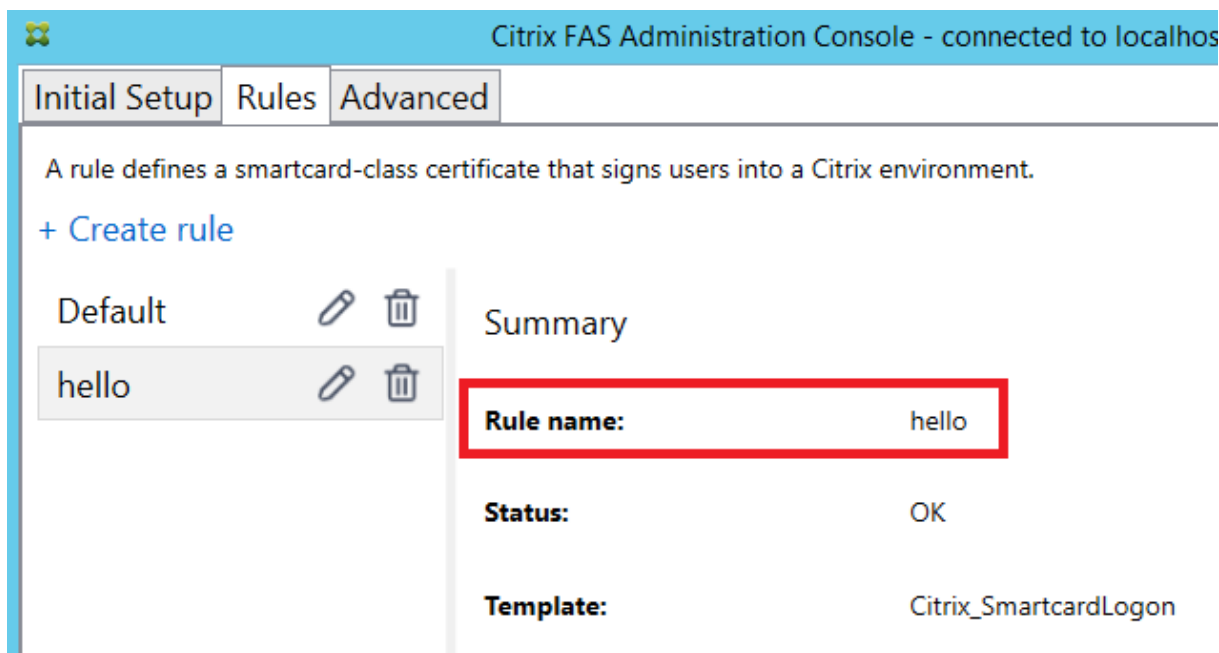 Citrix FAS Administration Console - connected to localhos
Initial Setup Rules Advanced
A rule defines a smartcard-class certificate that signs users into a Citrix environment.
+ Create rule
Default
hello
Summary
Rule name: hello
Status: OK
Template: Citrix_SmartcardLogon